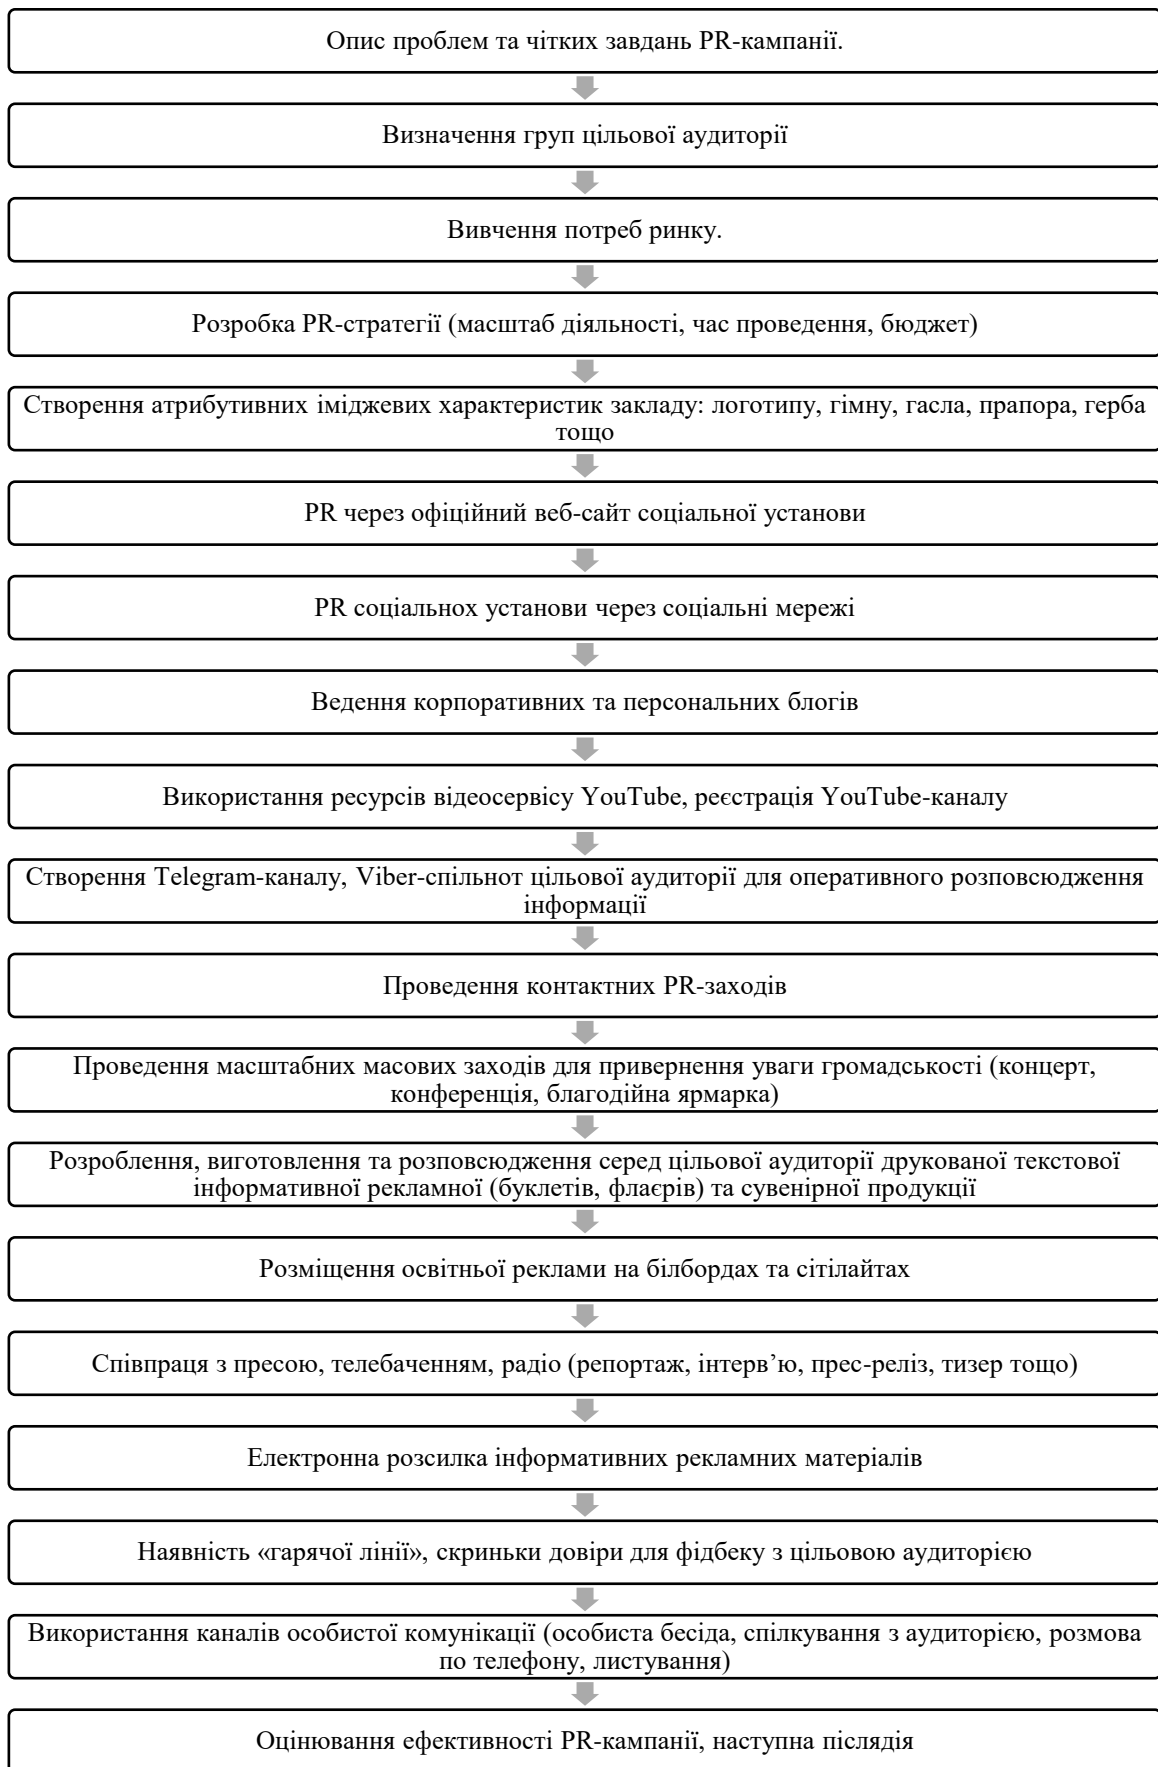 Опис проблем та чітких завдань PR-кампанії.
Визначення груп цільової аудиторії
Вивчення потреб ринку.
Розробка PR-стратегії (масштаб діяльності, час проведення, бюджет)
Створення атрибутивних іміджевих характеристик закладу: логотипу, гімну, гасла, прапора, герба
тощо
PR через офіційний веб-сайт соціальної установи
PR соціальнох установи через соціальні мережі
Ведення корпоративних та персональних блогів
Використання ресурсів відеосервісу YouTube, реєстрація YouTube-каналу
Створення Telegram-каналу, Viber-спільнот цільової аудиторії для оперативного розповсюдження
інформації
Проведення контактних PR-заходів
Проведення масштабних масових заходів для привернення уваги громадськості (концерт,
конференція, благодійна ярмарка)
Розроблення, виготовлення та розповсюдження серед цільової аудиторії друкованої текстової
інформативної рекламної (буклетів, флаєрів) та сувенірної продукції
Розміщення освітньої реклами на білбордах та сітілайтах
Співпраця з пресою, телебаченням, радіо (репортаж, інтерв’ю, прес-реліз, тизер тощо)
Електронна розсилка інформативних рекламних матеріалів
Наявність «гарячої лінії», скриньки довіри для фідбеку з цільовою аудиторією
Використання каналів особистої комунікації (особиста бесіда, спілкування з аудиторією, розмова
по телефону, листування)
Оцінювання ефективності PR-кампанії, наступна післядія